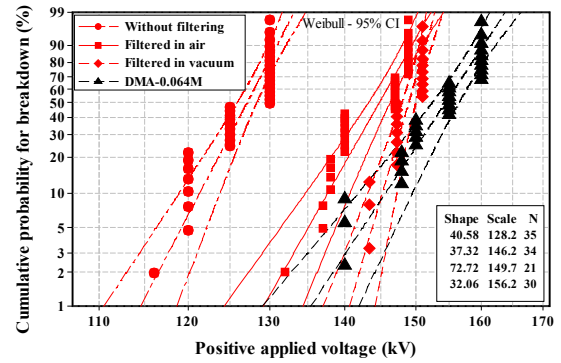 Cumulative probability for breakdown (%)
99
90
80
70
60
50
40
30
20
10
5
3
2
1
Without filtering
Filtered in air
Filtered in vacuum
DMA-0.064M
Weibull - 95% CI
Shape Scale N
40.58 128.2 35
37.32 146.2 34
72.72 149.7 21
32.06 156.2 30
110 120 130 140 150 160 170
Positive applied voltage (kV)